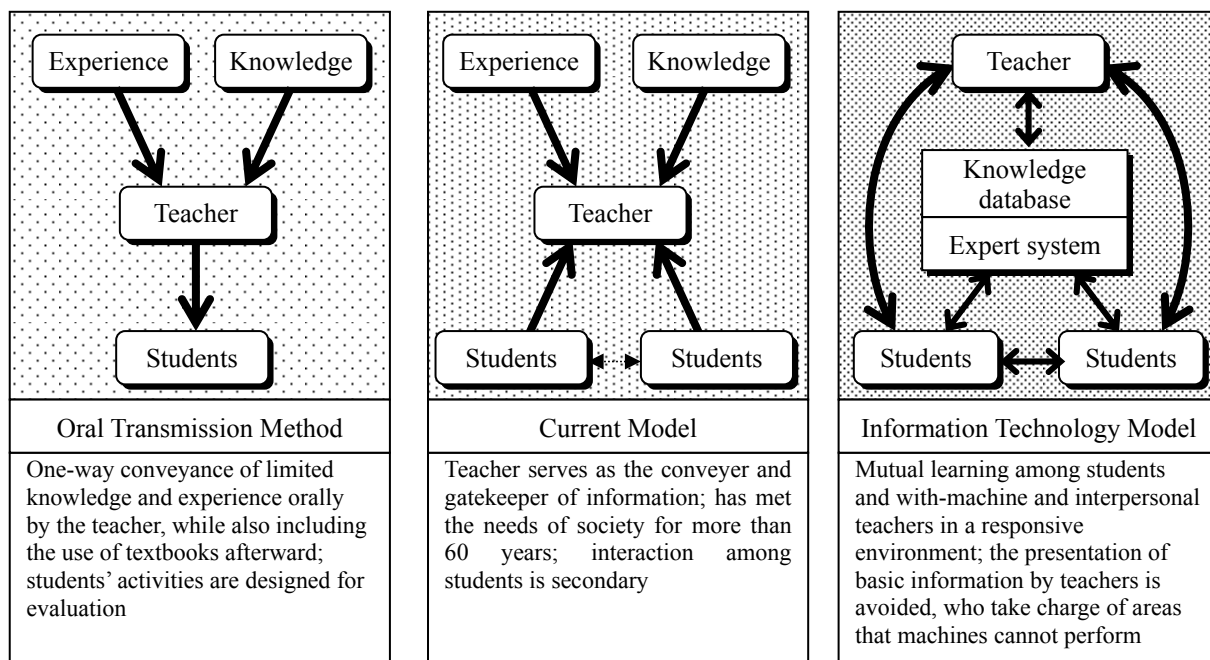 Experience
Knowledge
Teacher
Students
Oral Transmission Method
One-way conveyance of limited
knowledge and experience orally
by the teacher, while also including
the use of textbooks afterward;
students’ activities are designed for
evaluation
Experience
Knowledge
Teacher
Students
Students
Current Model
Teacher serves as the conveyer and
gatekeeper of information; has met
the needs of society for more than
60 years; interaction among
students is secondary
Teacher
Knowledge
database
Expert system
Students
Students
Information Technology Model
Mutual learning among students
and with-machine and interpersonal
teachers in a responsive
environment; the presentation of
basic information by teachers is
avoided, who take charge of areas
that machines cannot perform